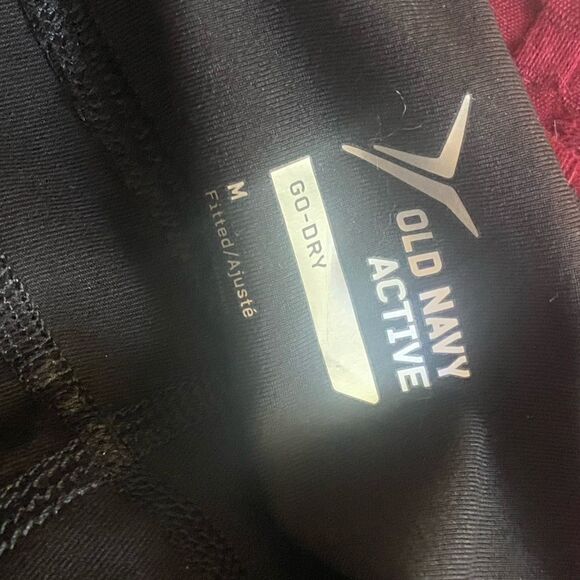 OLD NAVY
ACTIVE
GO-DRY
M
Fitted/Ajusté